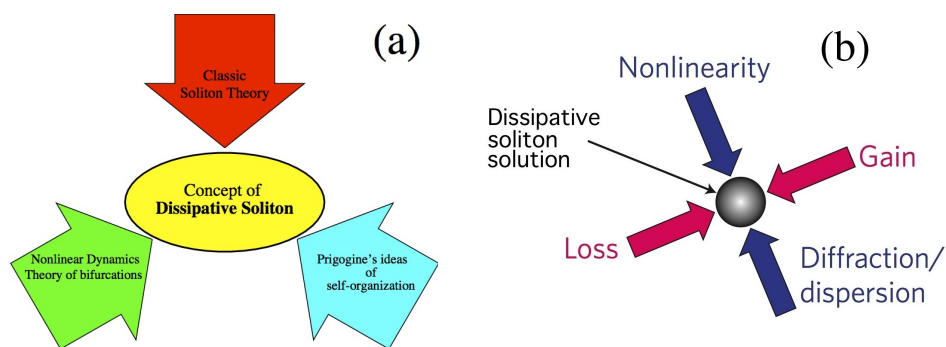 (a)
Classic
Soliton Theory
Concept of
Dissipative Soliton
Nonlinear Dynamics
Theory of bifurcations
Prigogine's ideas
of
self-organization
(b)
Nonlinearity
Dissipative
soliton
solution
Gain
Loss
Diffraction/
dispersion